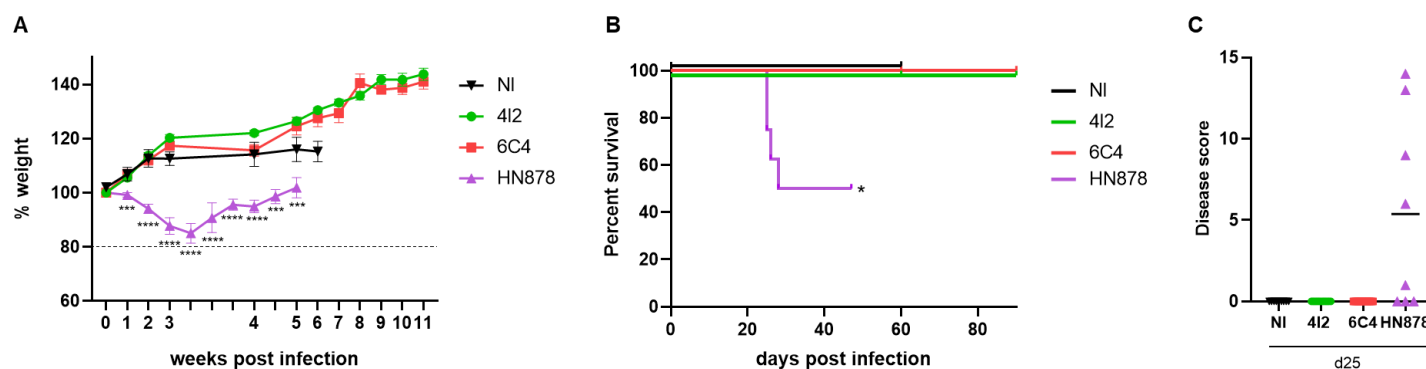 A
% weight
140
120
100
80
60
***
****
****
****
****
****
****
***
***
0 1 2 3 4 5 6 7 8 9 10 11
weeks post infection
NI
4I2
6C4
HN878
B
Percent survival
100
80
60
40
20
0
*
0 20 40 60 80
days post infection
NI
4I2
6C4
HN878
C
Disease score
15
10
5
0
NI 4I2 6C4 HN878
d25